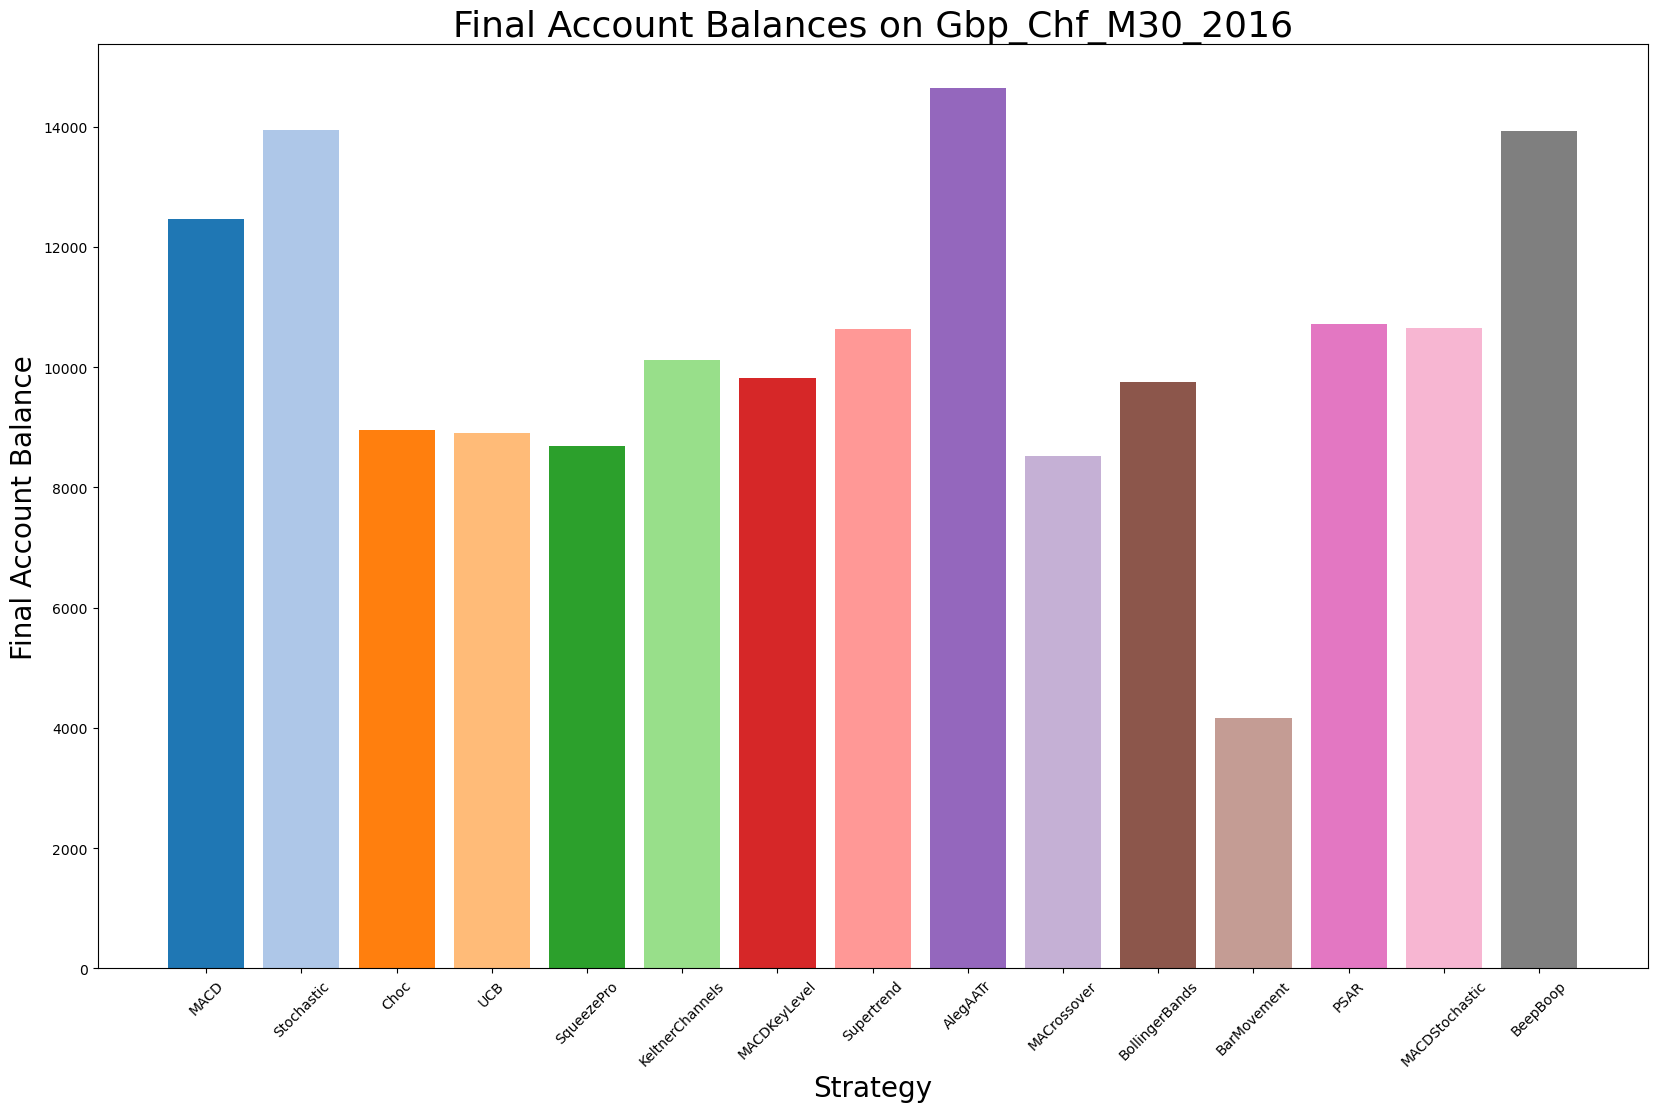 Final Account Balances on Gbp_Chf_M30_2016
Final Account Balance
14000
12000
10000
8000
6000
4000
2000
0
MACD
Stochastic
Choc
UCB
SqueezePro
KeltnerChannels
MACDKeyLevel
Supertrend
AlegAATr
MACrossover
BollingerBands
BarMovement
PSAR
MACDStochastic
BeepBoop
Strategy